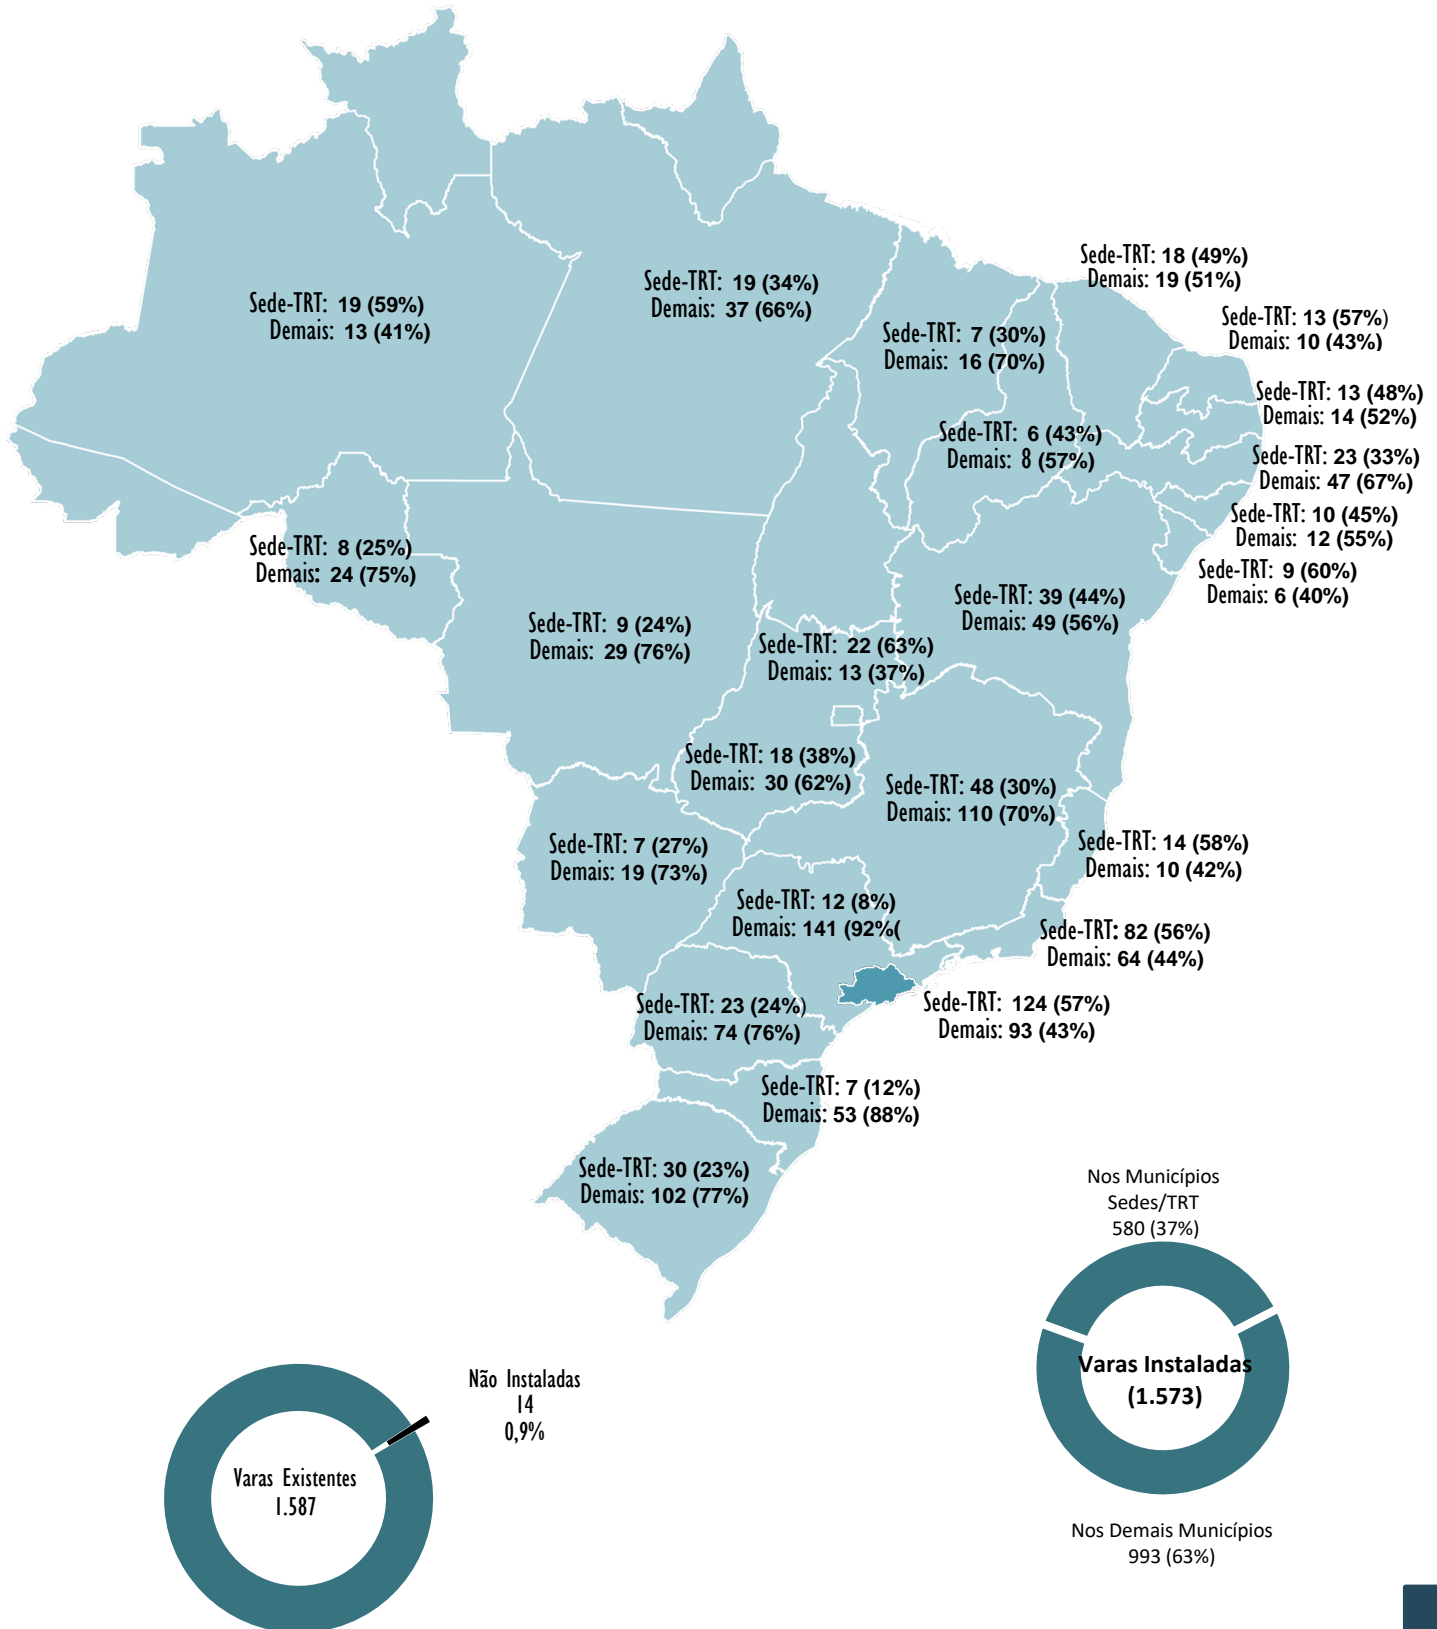 Sede-TRT: 18 (49%)
Demais: 19 (51%)
Sede-TRT: 19 (34%)
Demais: 37 (66%)
Sede-TRT: 19 (59%)
Demais: 13 (41%)
Sede-TRT: 13 (57%)
Demais: 10 (43%)
Sede-TRT: 7 (30%)
Demais: 16 (70%)
Sede-TRT: 13 (48%)
Demais: 14 (52%)
Sede-TRT: 6 (43%)
Demais: 8 (57%)
Sede-TRT: 23 (33%)
Demais: 47 (67%)
Sede-TRT: 10 (45%)
Demais: 12 (55%)
Sede-TRT: 8 (25%)
Demais: 24 (75%)
Sede-TRT: 9 (60%)
Demais: 6 (40%)
Sede-TRT: 39 (44%)
Demais: 49 (56%)
Sede-TRT: 9 (24%)
Demais: 29 (76%)
Sede-TRT: 22 (63%)
Demais: 13 (37%)
Sede-TRT: 18 (38%)
Demais: 30 (62%)
Sede-TRT: 48 (30%)
Demais: 110 (70%)
Sede-TRT: 7 (27%)
Demais: 19 (73%)
Sede-TRT: 14 (58%)
Demais: 10 (42%)
Sede-TRT: 12 (8%)
Demais: 141 (92%(
Sede-TRT: 82 (56%)
Demais: 64 (44%)
Sede-TRT: 23 (24%)
Demais: 74 (76%)
Sede-TRT: 124 (57%)
Demais: 93 (43%)
Sede-TRT: 7 (12%)
Demais: 53 (88%)
Sede-TRT: 30 (23%)
Demais: 102 (77%)
Nos Municípios
Sedes/TRT
580 (37%)
Varas Instaladas
(1.573)
Nos Demais Municípios
993 (63%)
Não Instaladas
14
0,9%
Varas Existentes
1.587